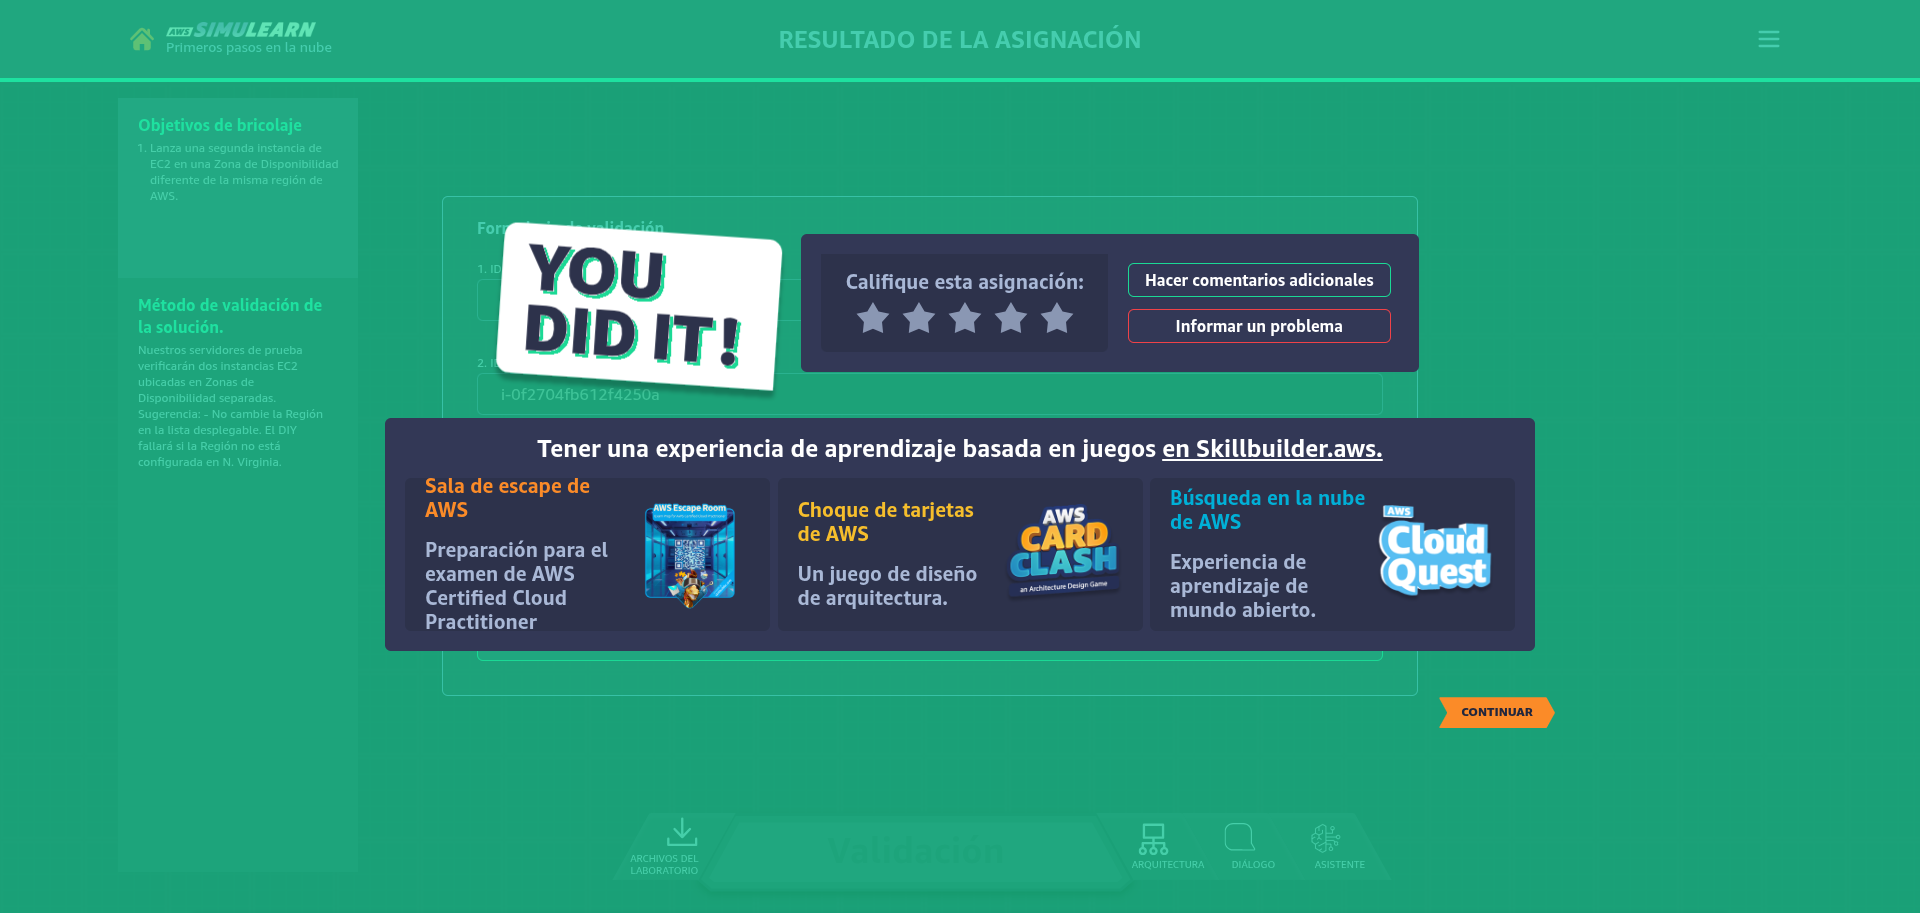 AWS SIMULEARN
Primeros pasos en la nube
RESULTADO DE LA ASIGNACIÓN
Objetivos de bricolaje
1. Lanza una segunda instancia de
EC2 en una Zona de Disponibilidad
diferente de la misma región de
AWS.
Método de validación de
la solución.
Nuestros servidores de prueba
verificarán dos instancias EC2
ubicadas en Zonas de
Disponibilidad separadas.
Sugerencia: - No cambie la Región
en la lista desplegable. El DIY
fallará si la Región no está
configurada en N. Virginia.
validación
1. ID
2.
i-0f2704fb612f4250a
YOU
DID IT!
Califique esta asignación:
Hacer comentarios adicionales
Informar un problema
Tener una experiencia de aprendizaje basada en juegos en Skillbuilder.aws.
Sala de escape de
AWS
Preparación para el
examen de AWS
Certified Cloud
Practitioner
AWS Escape Room
Choque de tarjetas
de AWS
Un juego de diseño
de arquitectura.
AWS
CARD
CLASH
an Architecture Design Game
Búsqueda en la nube
de AWS
Experiencia de
aprendizaje de
mundo abierto.
AWS
Cloud
Quest
CONTINUAR
ARCHIVOS DEL
LABORATORIO
Validación
ARQUITECTURA
DIÁLOGO
ASISTENTE